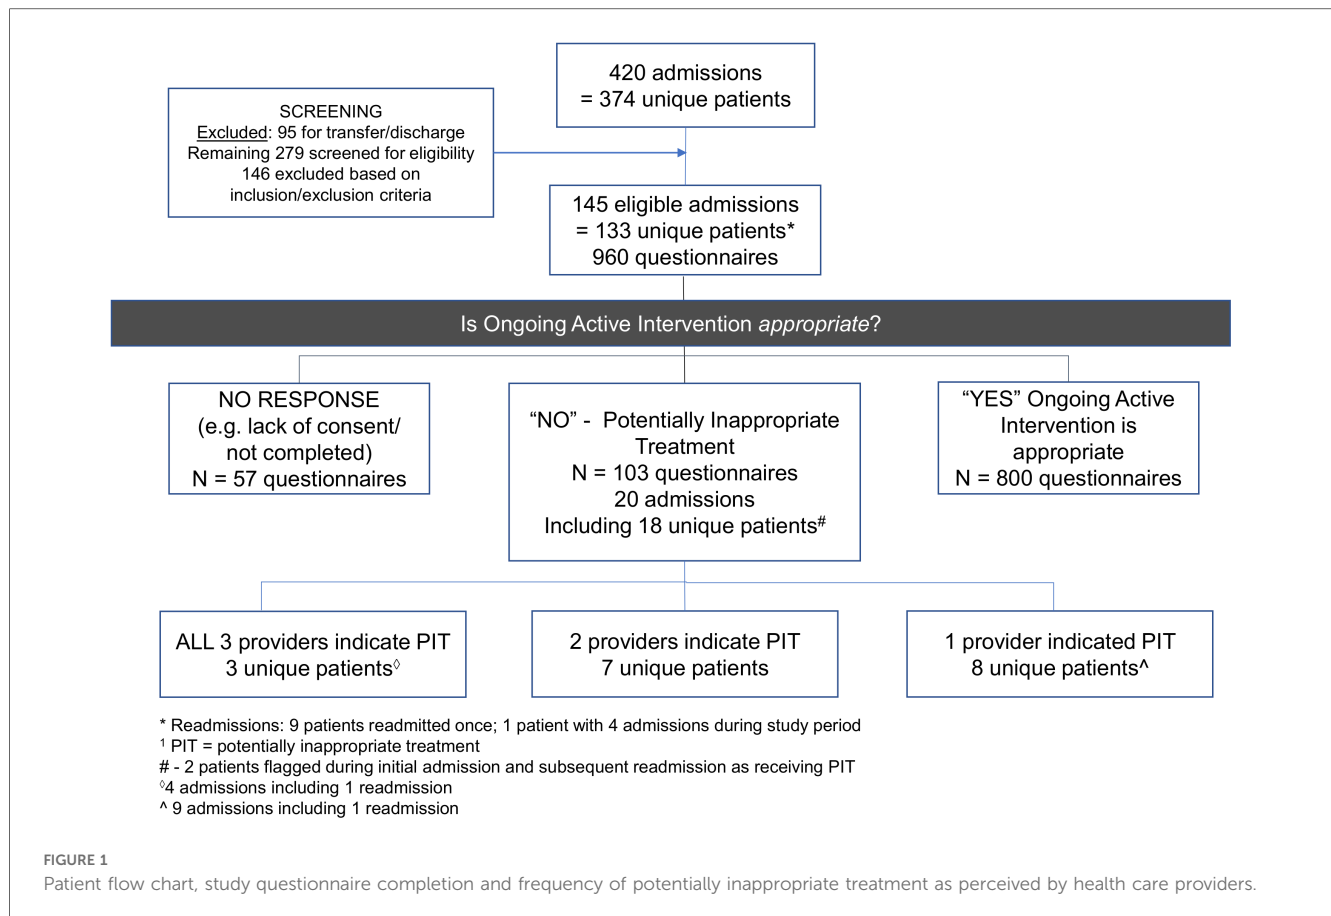 420 admissions
= 374 unique patients
SCREENING
Excluded: 95 for transfer/discharge
Remaining 279 screened for eligibility
146 excluded based on
inclusion/exclusion criteria
145 eligible admissions
= 133 unique patients*
960 questionnaires
Is Ongoing Active Intervention appropriate?
NO RESPONSE
(e.g. lack of consent/
not completed)
N = 57 questionnaires
“NO” - Potentially Inappropriate
Treatment
N = 103 questionnaires
20 admissions
Including 18 unique patients#
“YES” Ongoing Active
Intervention is
appropriate
N = 800 questionnaires
ALL 3 providers indicate PIT
3 unique patients◊
2 providers indicate PIT
7 unique patients
1 provider indicated PIT
8 unique patients^
* Readmissions: 9 patients readmitted once; 1 patient with 4 admissions during study period
¹ PIT = potentially inappropriate treatment
# - 2 patients flagged during initial admission and subsequent readmission as receiving PIT
◊4 admissions including 1 readmission
^ 9 admissions including 1 readmission
FIGURE 1
Patient flow chart, study questionnaire completion and frequency of potentially inappropriate treatment as perceived by health care providers.